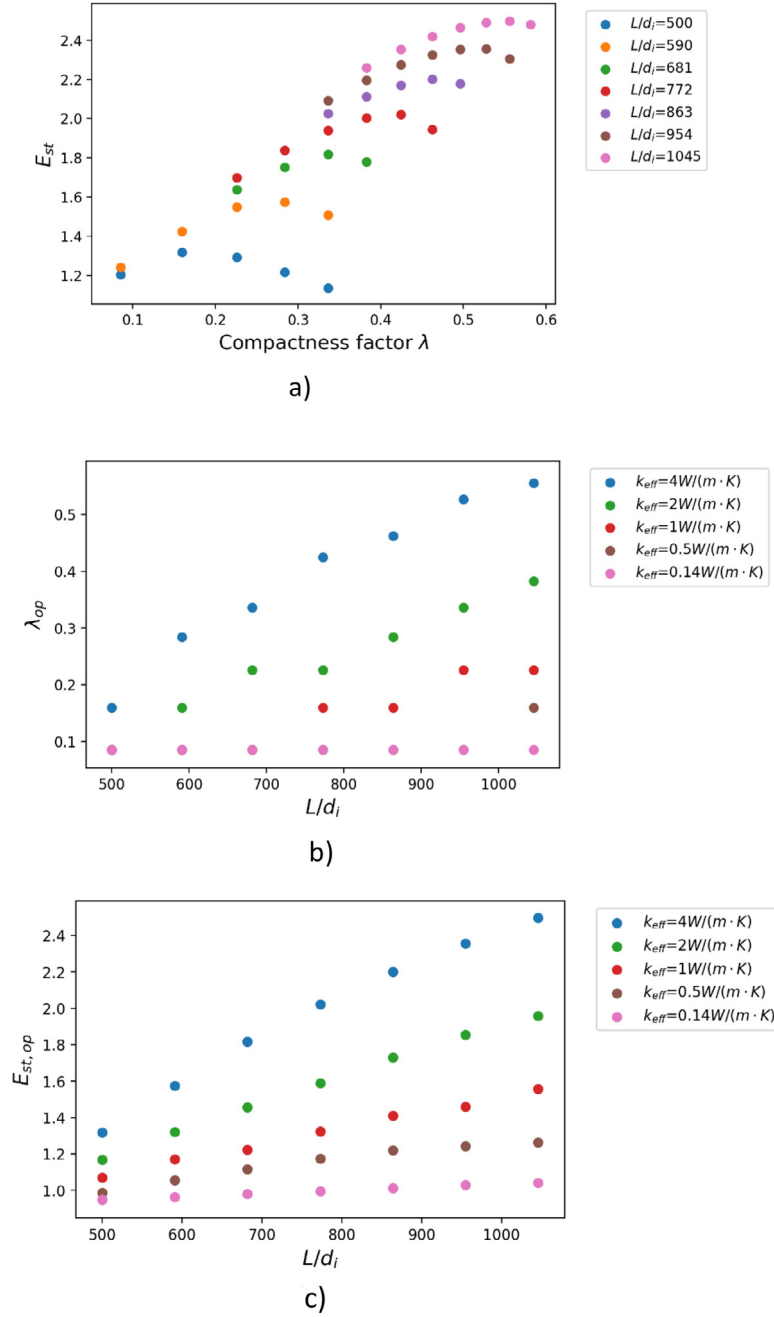 2.4
2.2
2.0
1.8
1.6
1.4
1.2
E_st
0.1 0.2 0.3 0.4 0.5 0.6
Compactness factor λ
L/d_i=500
L/d_i=590
L/d_i=681
L/d_i=772
L/d_i=863
L/d_i=954
L/d_i=1045
a)
0.5
0.4
0.3
0.2
0.1
λ_op
500 600 700 800 900 1000
L/d_i
k_eff=4W/(m · K)
k_eff=2W/(m · K)
k_eff=1W/(m · K)
k_eff=0.5W/(m · K)
k_eff=0.14W/(m · K)
b)
2.4
2.2
2.0
1.8
1.6
1.4
1.2
1.0
E_st,op
500 600 700 800 900 1000
L/d_i
k_eff=4W/(m · K)
k_eff=2W/(m · K)
k_eff=1W/(m · K)
k_eff=0.5W/(m · K)
k_eff=0.14W/(m · K)
c)